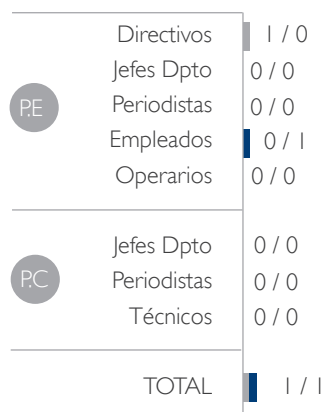 Directivos 1 / 0
Jefes Dpto 0 / 0
P.E Periodistas 0 / 0
Empleados 0 / 1
Operarios 0 / 0
Jefes Dpto 0 / 0
P.C Periodistas 0 / 0
Técnicos 0 / 0
TOTAL 1 / 1